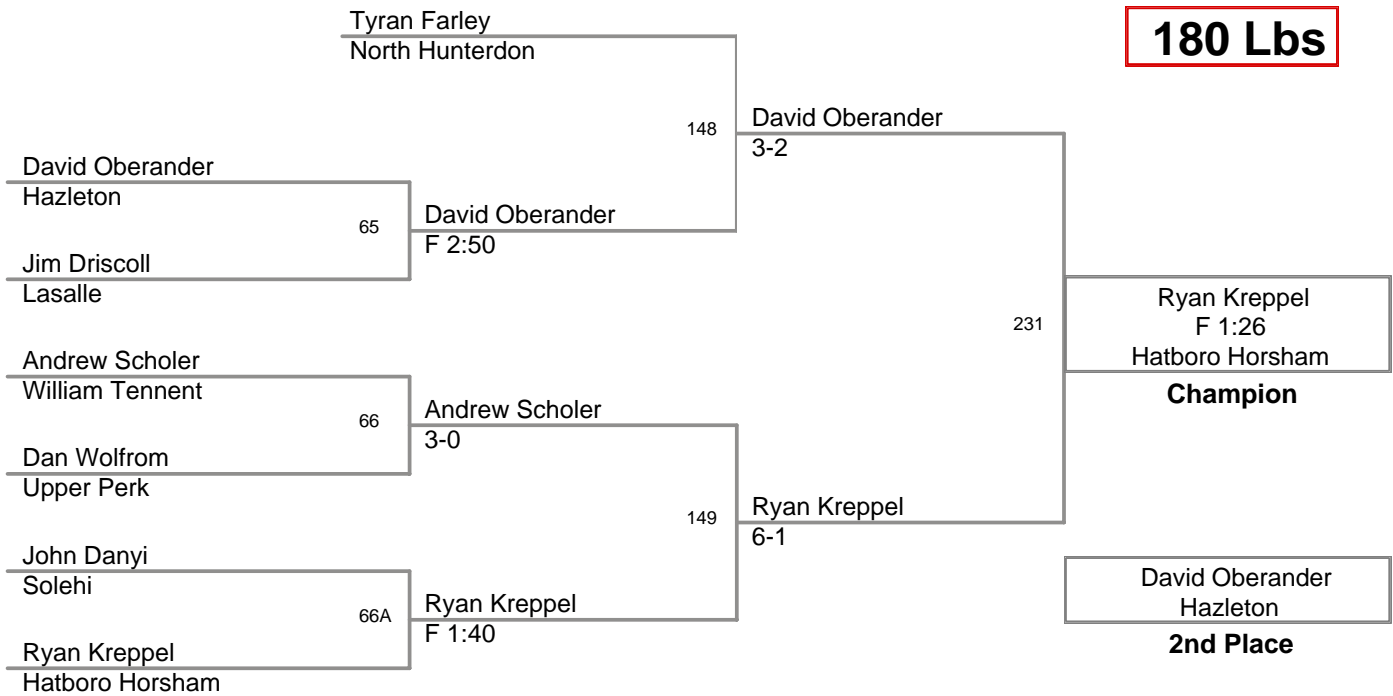 Tyran Farley
North Hunterdon
180 Lbs
148
David Oberander
3-2
David Oberander
Hazleton
65
David Oberander
F 2:50
Jim Driscoll
Lasalle
231
Ryan Kreppel
F 1:26
Hatboro Horsham
Champion
Andrew Scholer
William Tennent
66
Andrew Scholer
3-0
Dan Wolfrom
Upper Perk
149
Ryan Kreppel
6-1
John Danyi
Solehi
66A
Ryan Kreppel
F 1:40
Ryan Kreppel
Hatboro Horsham
David Oberander
Hazleton
2nd Place